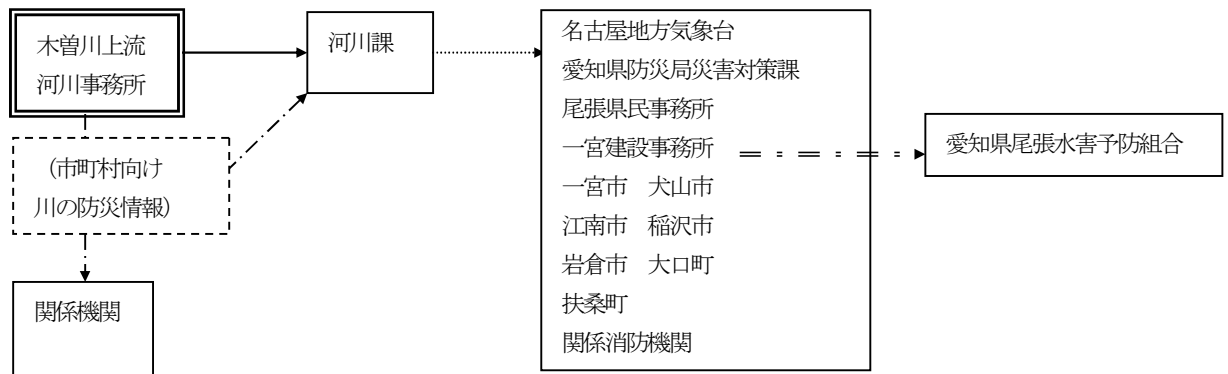 木曽川上流
河川事務所
(市町村向け
川の防災情報)
関係機関
河川課
名古屋地方気象台
愛知県防災局災害対策課
尾張県民事務所
一宮建設事務所
一宮市 犬山市
江南市 稲沢市
岩倉市 大口町
扶桑町
関係消防機関
愛知県尾張水害予防組合